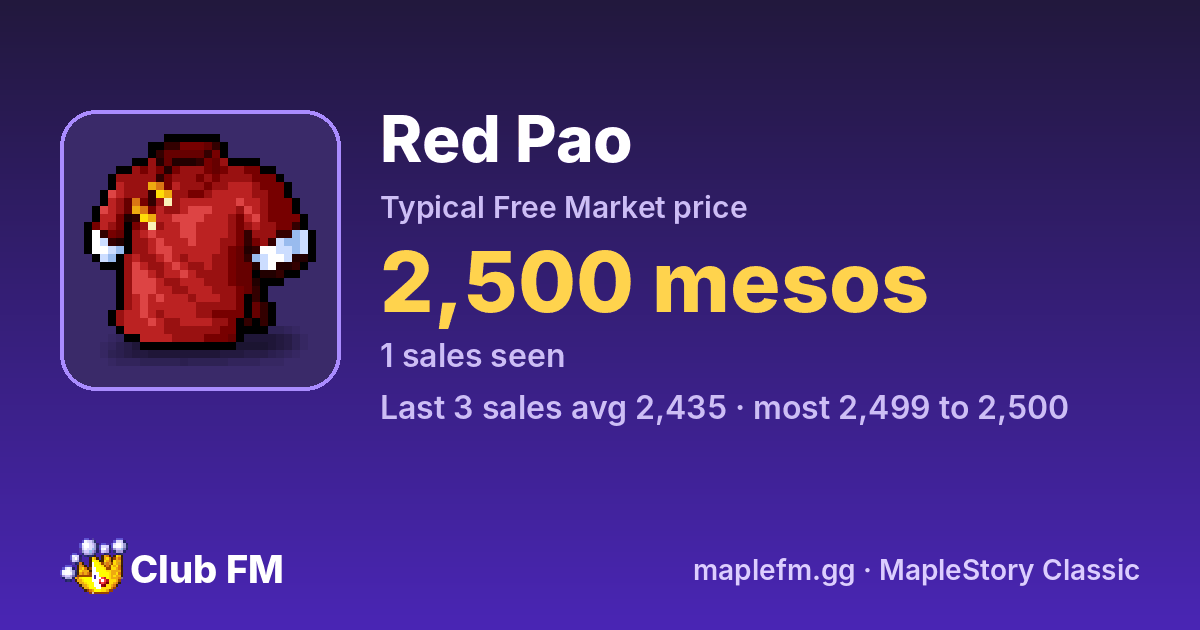 Red Pao
Typical Free Market price
2,500 mesos
1 sales seen
Last 3 sales avg 2,435 · most 2,499 to 2,500
Club FM
maplefm.gg · MapleStory Classic